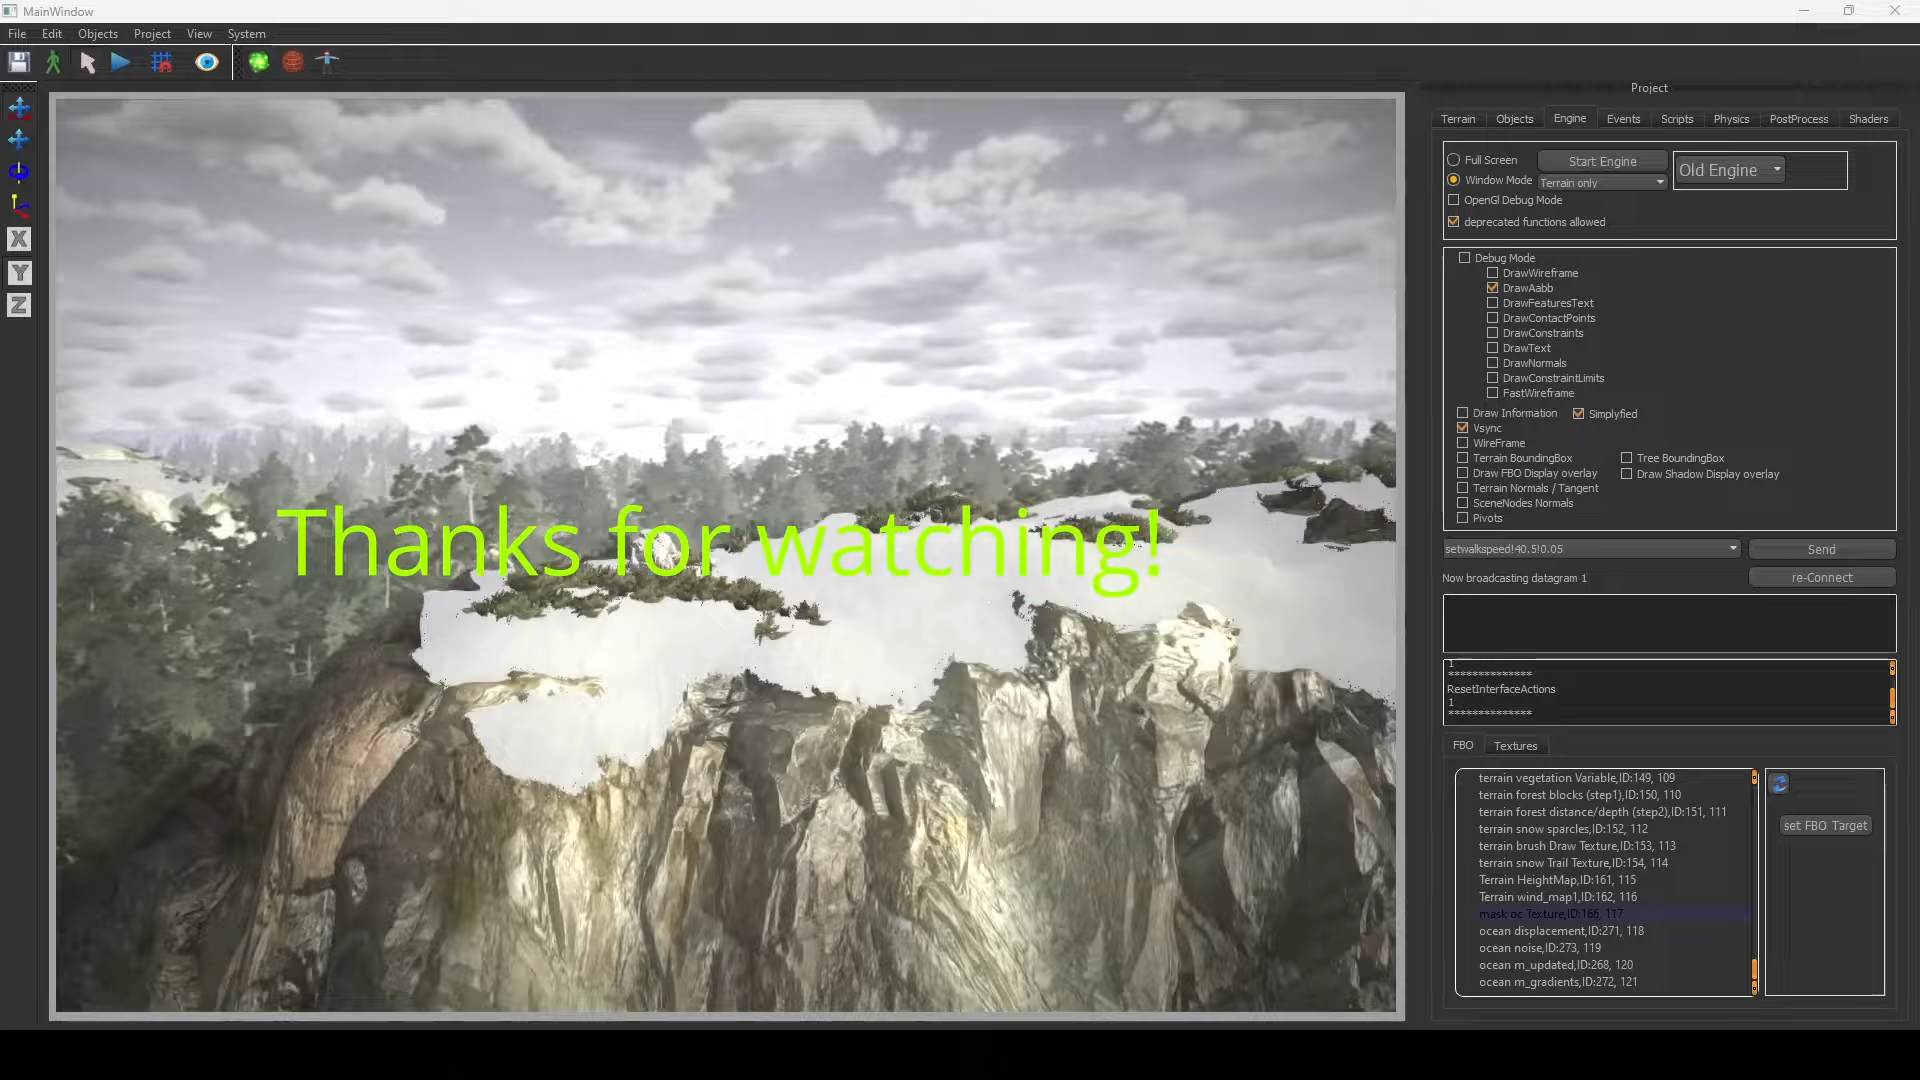 MainWindow
File Edit Objects Project View System
Project
Terrain Objects Engine Events Scripts Physics PostProcess Shaders
Full Screen Start Engine Old Engine
Window Mode Terrain only
OpenGl Debug Mode
deprecated functions allowed
X
Y
Z
Debug Mode
DrawWireframe
DrawAabb
DrawFeaturesText
DrawContactPoints
DrawConstraints
DrawText
DrawNormals
DrawConstraintLimits
FastWireframe
Draw Information Simplyfied
Vsync
WireFrame
Terrain BoundingBox Tree BoundingBox
Draw FBO Display overlay Draw Shadow Display overlay
Terrain Normals / Tangent
SceneNodes Normals
Pivots
Thanks for watching!
setwalkspeed!40.5!0.05 Send
Now broadcasting datagram 1 re-Connect
1
**************
ResetInterfaceActions
1
**************
FBO Textures
terrain vegetation Variable,ID:149, 109
terrain forest blocks (step1),ID:150, 110
terrain forest distance/depth (step2),ID:151, 111
terrain snow sparcles,ID:152, 112
set FBO Target
terrain brush Draw Texture,ID:153, 113
terrain snow Trail Texture,ID:154, 114
Terrain HeightMap,ID:161, 115
Terrain wind_map1,ID:162, 116
mask oc Texture,ID:166, 117
ocean displacement,ID:271, 118
ocean noise,ID:273, 119
ocean m_updated,ID:268, 120
ocean m_gradients,ID:272, 121